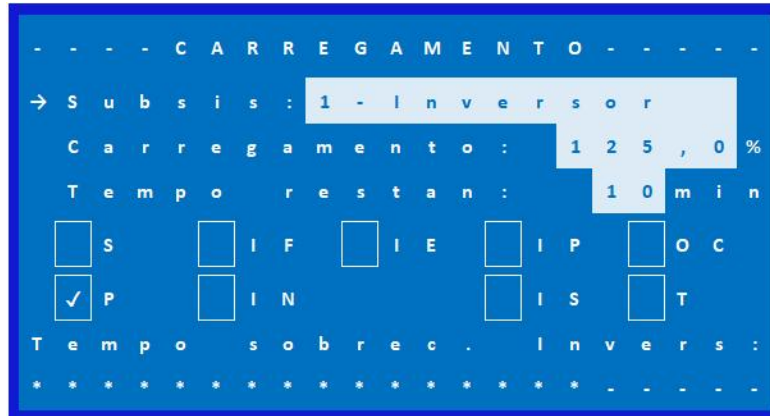 ----CARREGAMENTO-----
→Subsis:1-Inversor
Carregamento: 125,0%
Tempo restan: 10min
S IF IE IP OC
✓P IN IS T
Tempo sobrec. Invers:
****************-----